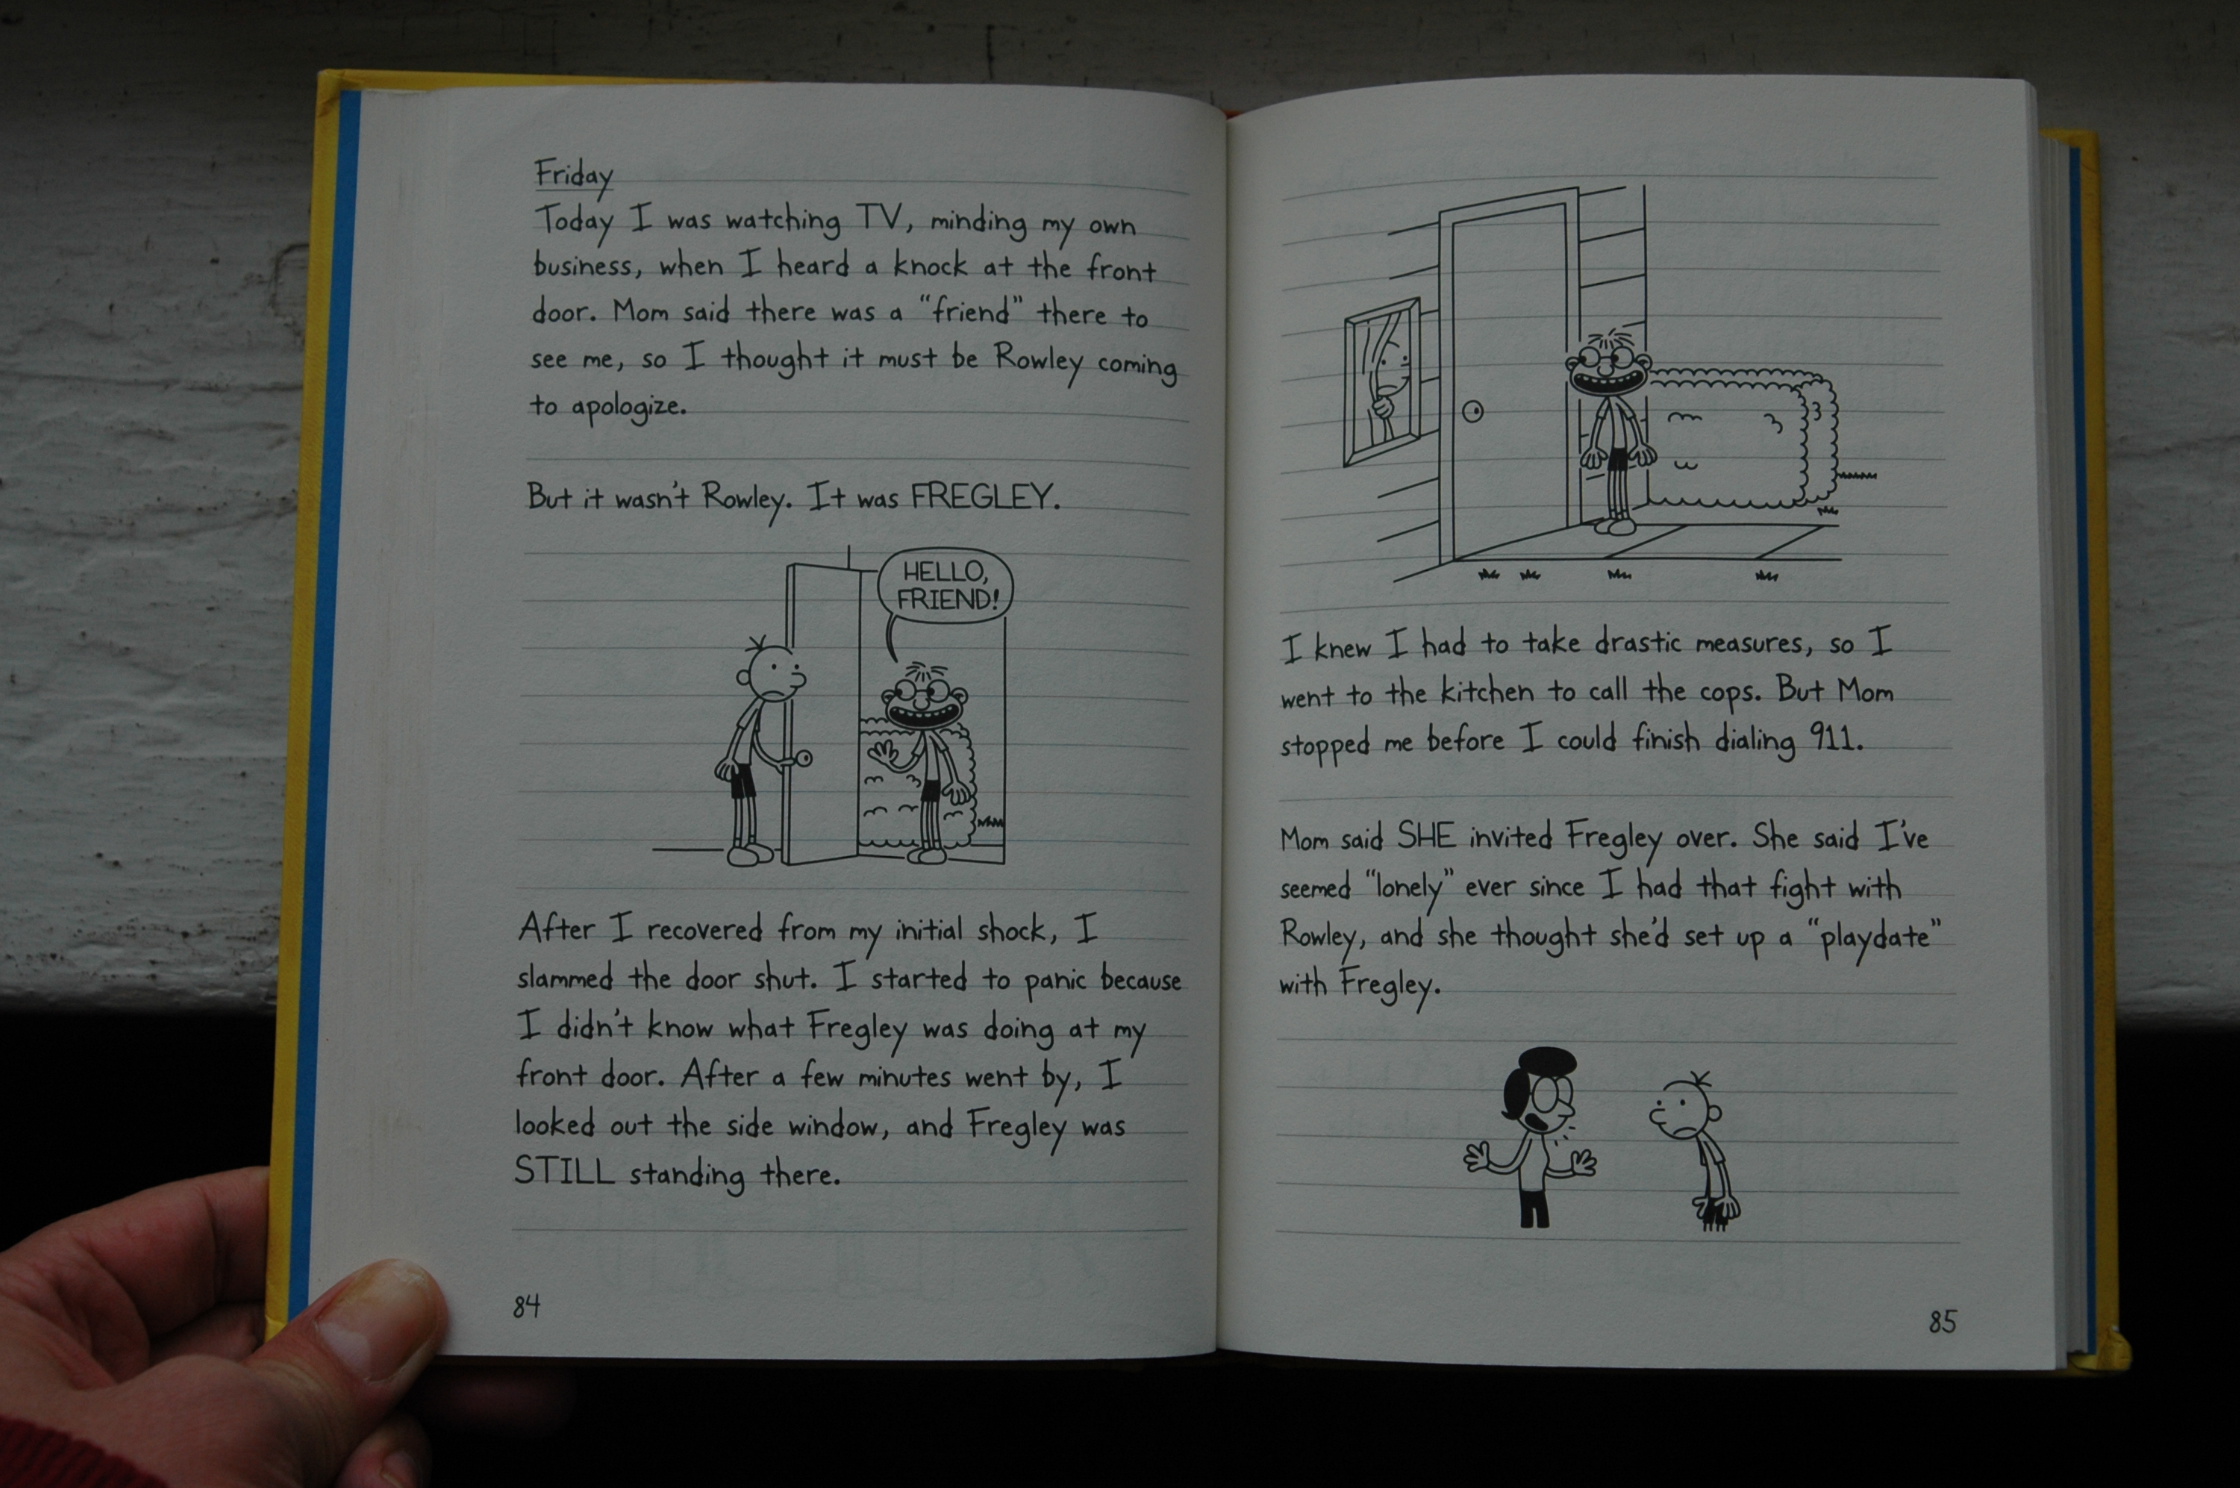 Friday
Today I was watching TV, minding my own
business, when I heard a knock at the front
door. Mom said there was a "friend" there to
see me, so I thought it must be Rowley coming
to apologize.
But it wasn't Rowley. It was FREGLEY.
HELLO,
FRIEND!
After I recovered from my initial shock, I
slammed the door shut. I started to panic because
I didn't know what Fregley was doing at my
front door. After a few minutes went by, I
looked out the side window, and Fregley was
STILL standing there.
84
I knew I had to take drastic measures, so I
went to the kitchen to call the cops. But Mom
stopped me before I could finish dialing 911.
Mom said SHE invited Fregley over. She said I've
seemed "lonely" ever since I had that fight with
Rowley, and she thought she'd set up a "playdate"
with Fregley.
85